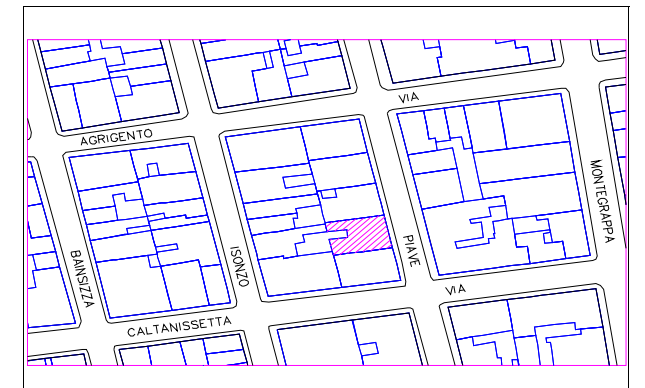 VIA
AGRIGENTO
MONTEGRAPPA
PIAVE
ISONZO
BAINSIZZA
VIA
CALTANISSETTA